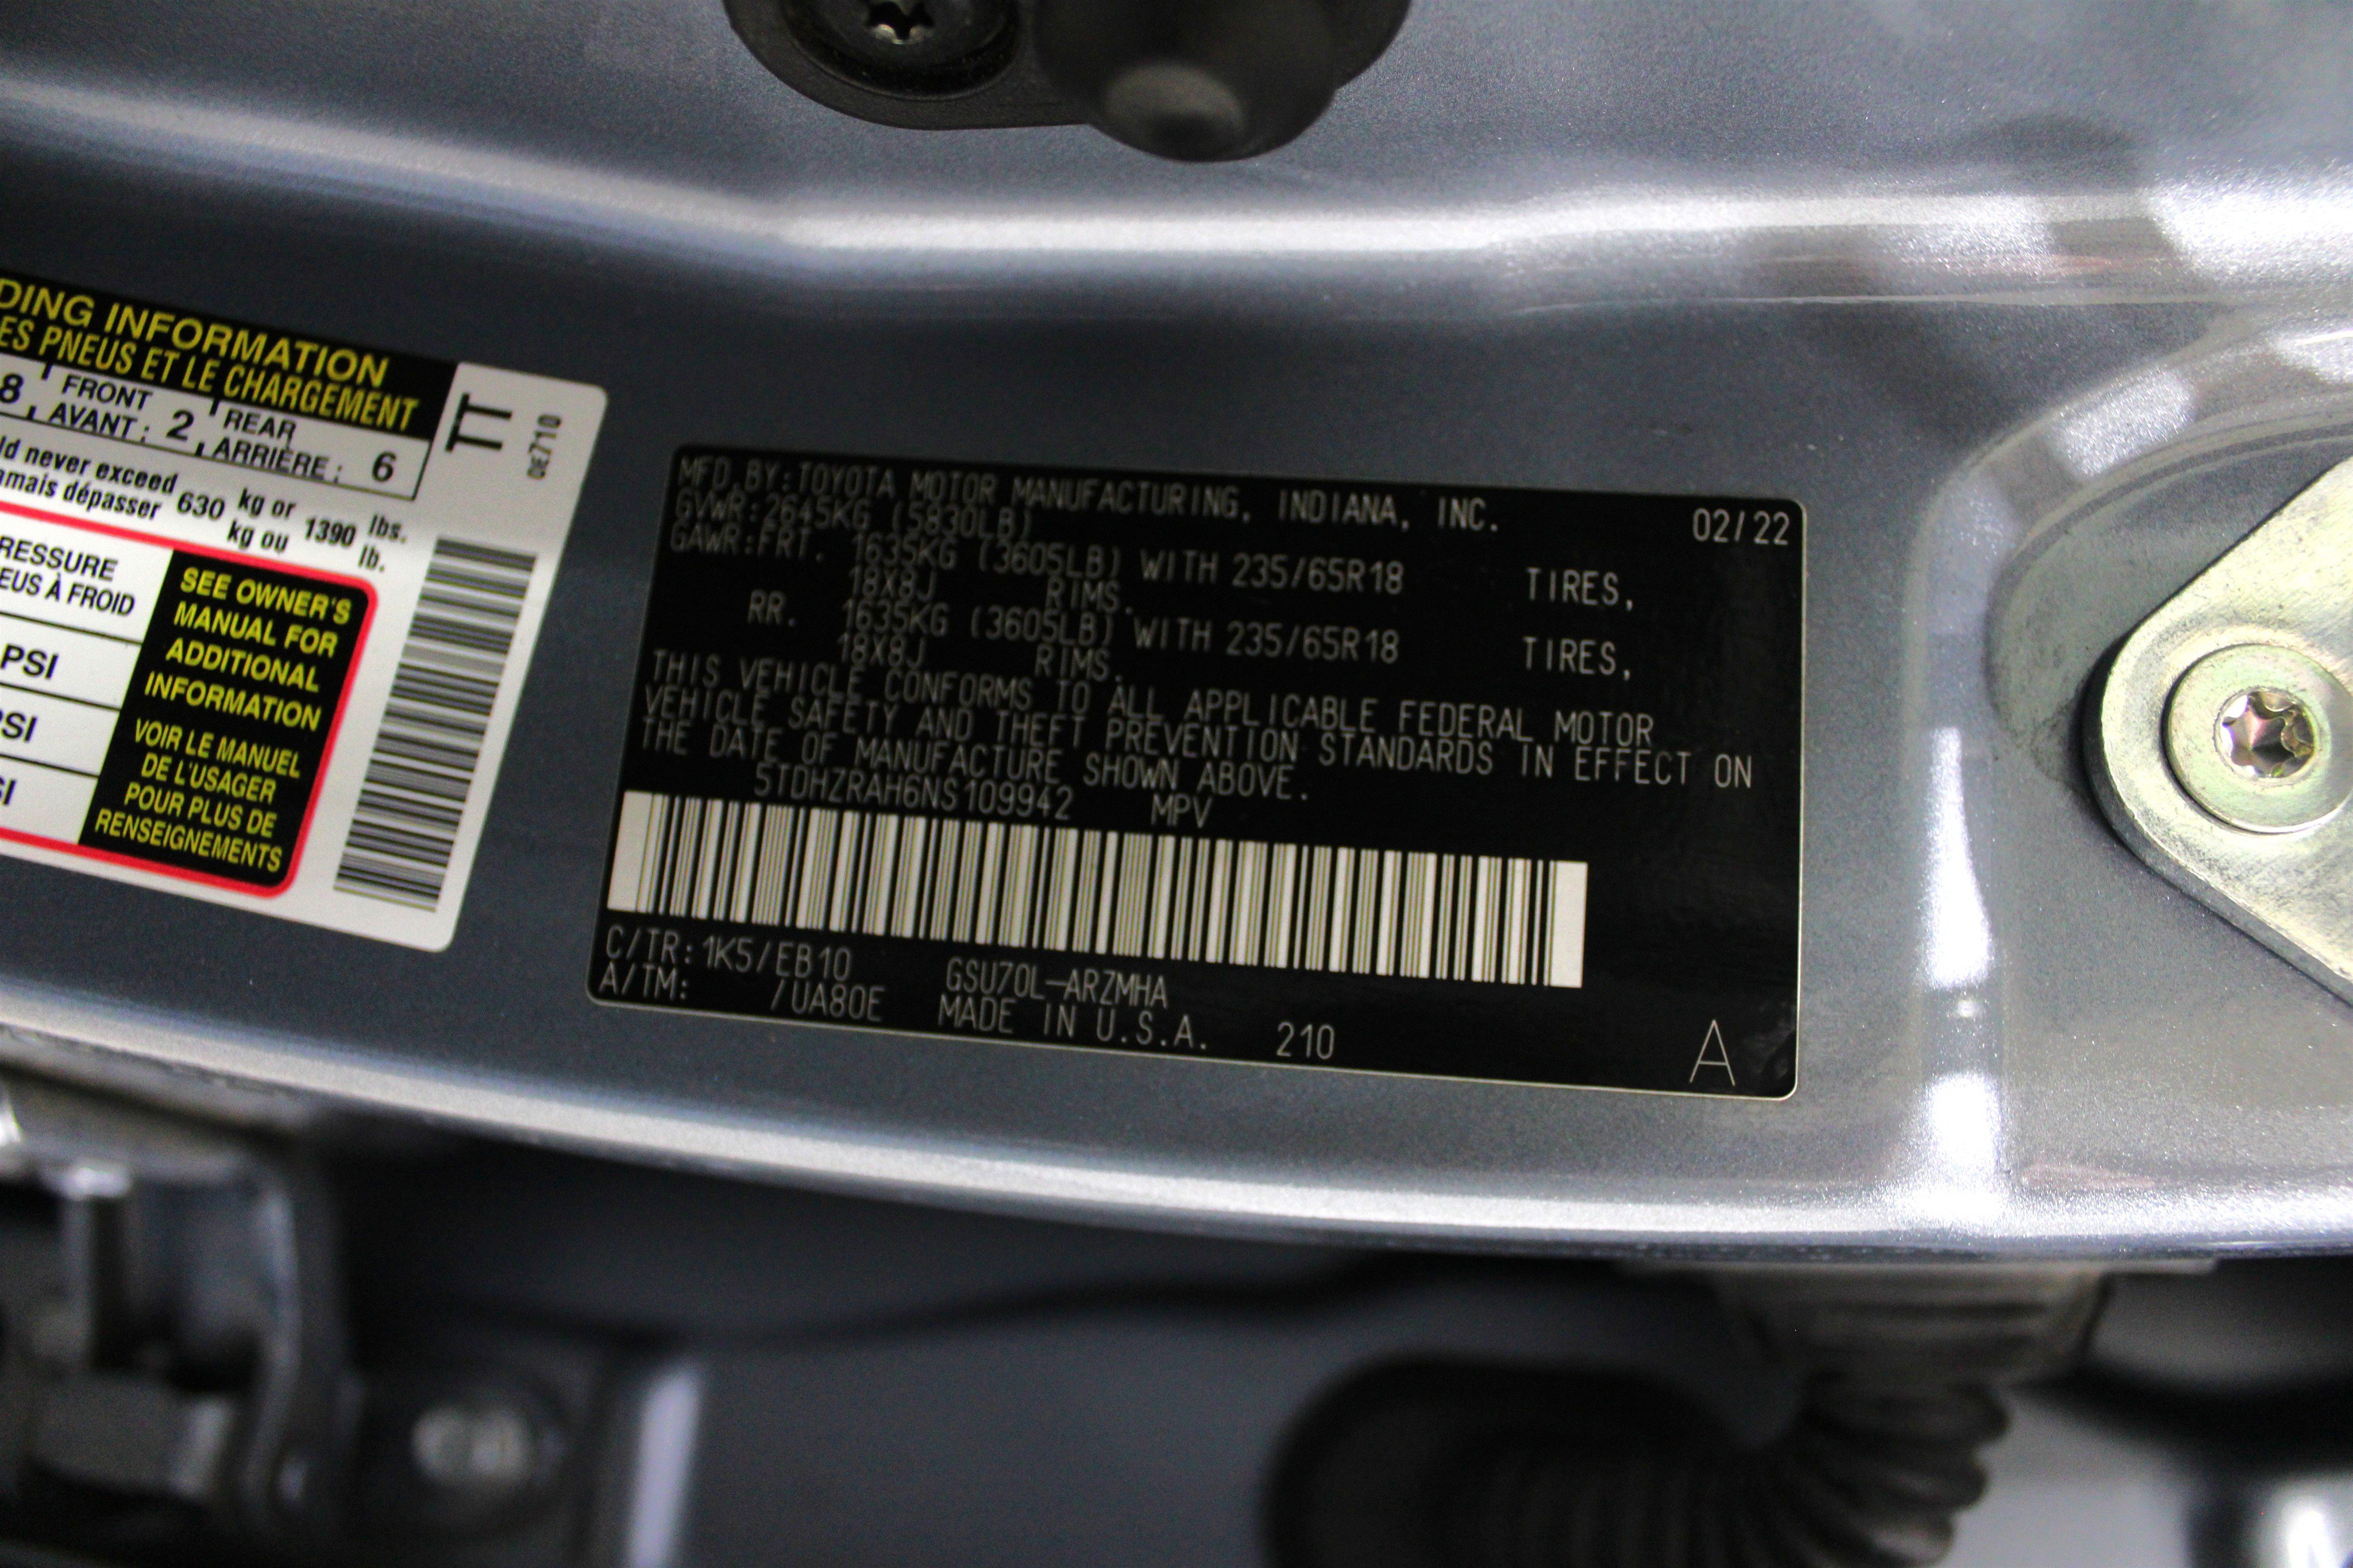 DING INFORMATION
ES PNEUS ET LE CHARGEMENT
8 FRONT AVANT : 2 REAR ARRIÈRE : 6
ld never exceed 630 kg or 1390 lbs.
mais dépasser kg ou lb.
RESSURE
EUS À FROID
PSI
PSI
SI
SEE OWNER'S
MANUAL FOR
ADDITIONAL
INFORMATION
VOIR LE MANUEL
DE L'USAGER
POUR PLUS DE
RENSEIGNEMENTS
TT
0E710
MFD.BY:TOYOTA MOTOR MANUFACTURING, INDIANA, INC. 02/22
GVWR:2645KG (5830LB)
GAWR:FRT. 1635KG (3605LB) WITH 235/65R18 TIRES,
18X8J RIMS.
RR. 1635KG (3605LB) WITH 235/65R18 TIRES,
18X8J RIMS.
THIS VEHICLE CONFORMS TO ALL APPLICABLE FEDERAL MOTOR
VEHICLE SAFETY AND THEFT PREVENTION STANDARDS IN EFFECT ON
THE DATE OF MANUFACTURE SHOWN ABOVE.
5TDHZRAH6NS109942 MPV
C/TR:1K5/EB10 GSU70L-ARZMHA
A/TM: /UA80E MADE IN U.S.A. 210
A